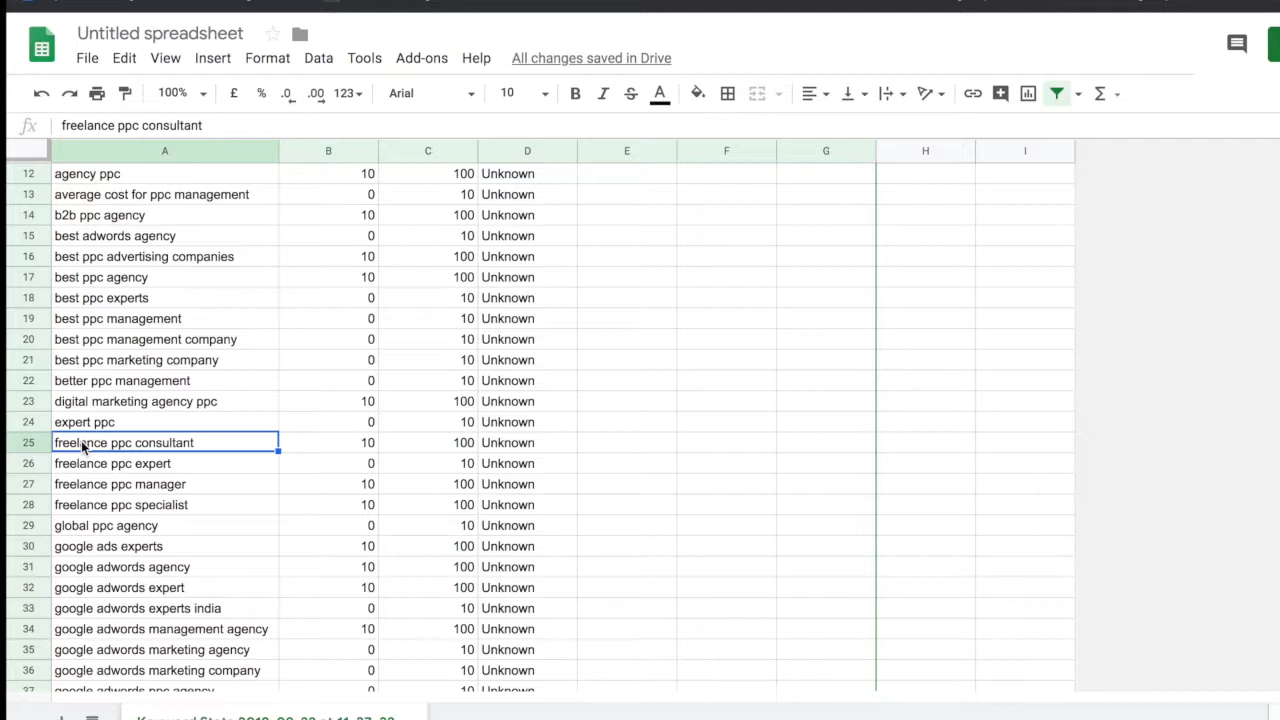 Untitled spreadsheet
File Edit View Insert Format Data Tools Add-ons Help All changes saved in Drive
100% £ % .0 .00 123 Arial 10 B I S A Σ
fx freelance ppc consultant
A B C D E F G H I
12 agency ppc 10 100 Unknown
13 average cost for ppc management 0 10 Unknown
14 b2b ppc agency 10 100 Unknown
15 best adwords agency 0 10 Unknown
16 best ppc advertising companies 10 100 Unknown
17 best ppc agency 10 100 Unknown
18 best ppc experts 0 10 Unknown
19 best ppc management 0 10 Unknown
20 best ppc management company 0 10 Unknown
21 best ppc marketing company 0 10 Unknown
22 better ppc management 0 10 Unknown
23 digital marketing agency ppc 10 100 Unknown
24 expert ppc 0 10 Unknown
25 freelance ppc consultant 10 100 Unknown
26 freelance ppc expert 0 10 Unknown
27 freelance ppc manager 10 100 Unknown
28 freelance ppc specialist 10 100 Unknown
29 global ppc agency 0 10 Unknown
30 google ads experts 10 100 Unknown
31 google adwords agency 10 100 Unknown
32 google adwords expert 10 100 Unknown
33 google adwords experts india 0 10 Unknown
34 google adwords management agency 10 100 Unknown
35 google adwords marketing agency 0 10 Unknown
36 google adwords marketing company 0 10 Unknown
37 google adwords ppc agency 0 10 Unknown